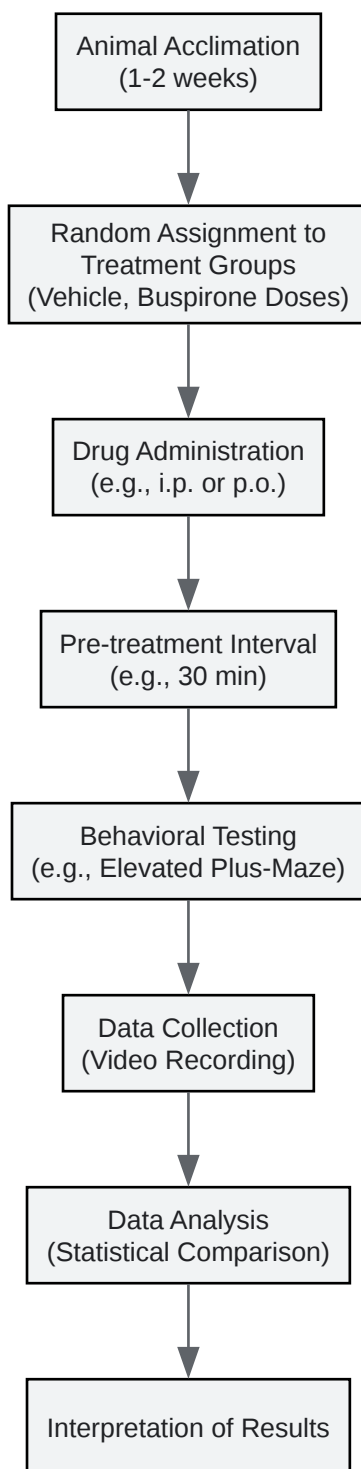 Animal Acclimation
(1-2 weeks)
Random Assignment to
Treatment Groups
(Vehicle, Buspirone Doses)
Drug Administration
(e.g., i.p. or p.o.)
Pre-treatment Interval
(e.g., 30 min)
Behavioral Testing
(e.g., Elevated Plus-Maze)
Data Collection
(Video Recording)
Data Analysis
(Statistical Comparison)
Interpretation of Results